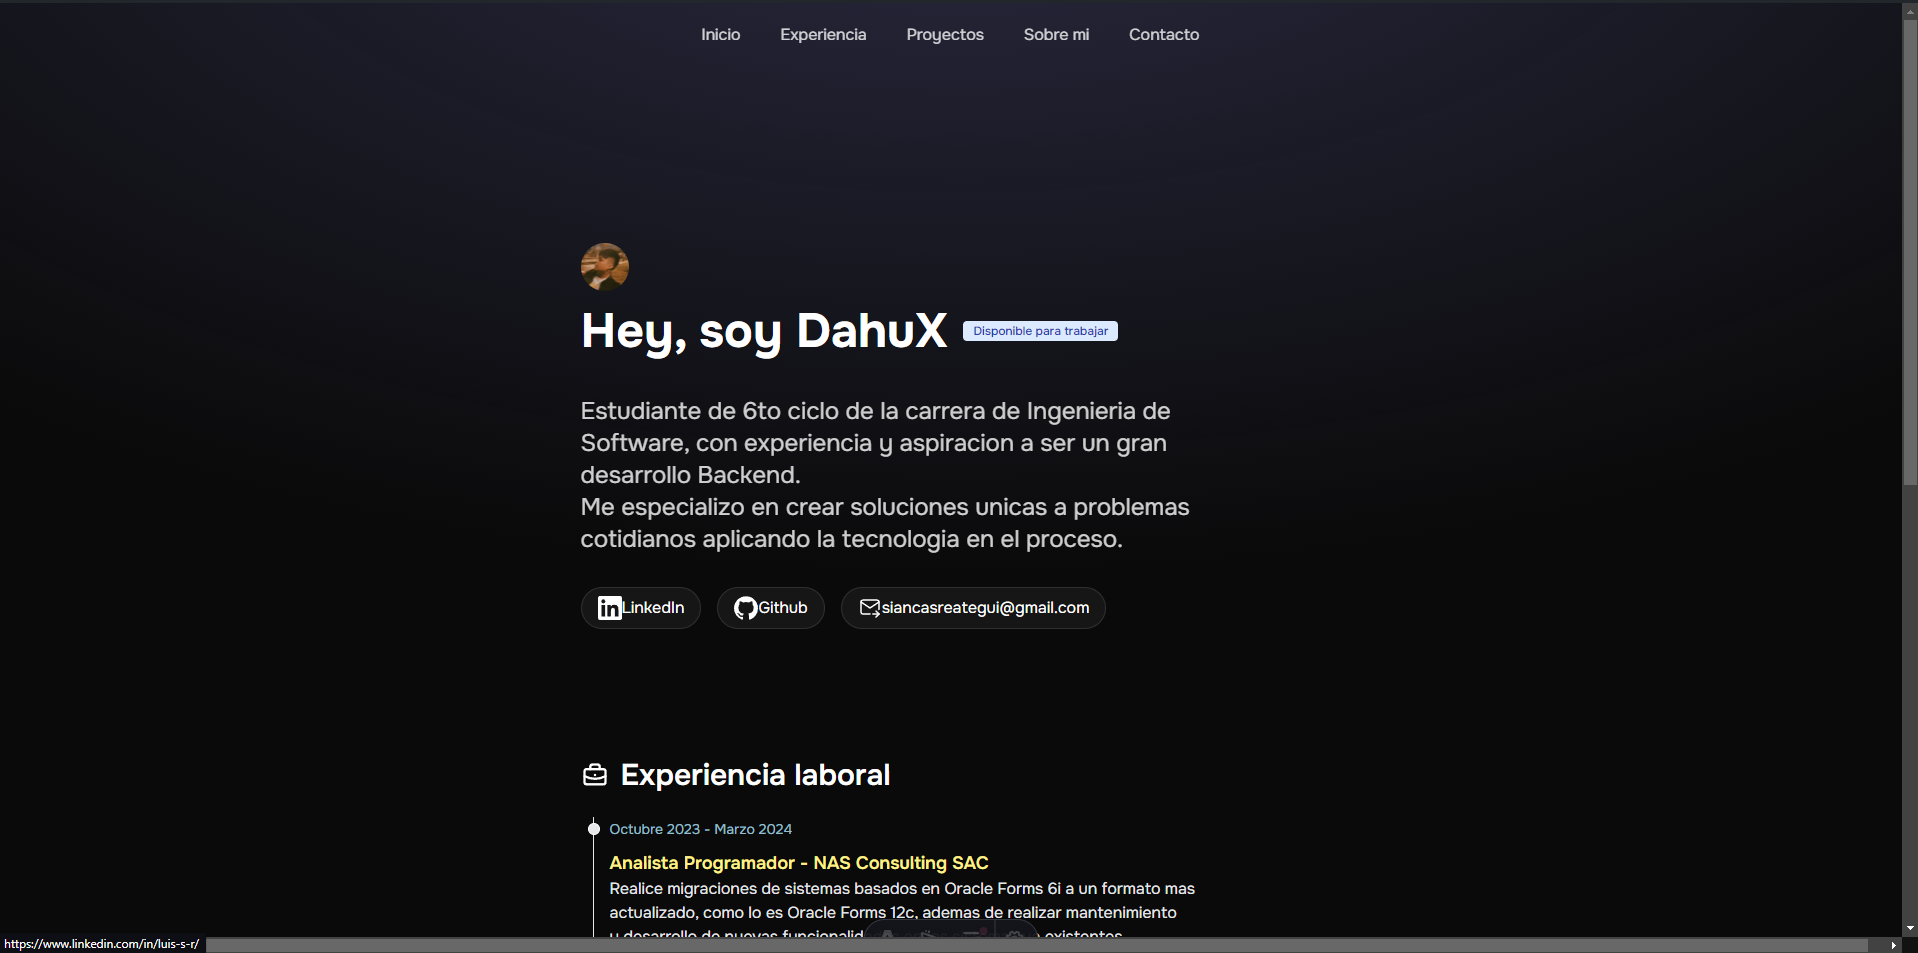 Inicio Experiencia Proyectos Sobre mi Contacto
Hey, soy DahuX Disponible para trabajar
Estudiante de 6to ciclo de la carrera de Ingenieria de
Software, con experiencia y aspiracion a ser un gran
desarrollo Backend.
Me especializo en crear soluciones unicas a problemas
cotidianos aplicando la tecnologia en el proceso.
LinkedIn Github siancasreategui@gmail.com
Experiencia laboral
Octubre 2023 - Marzo 2024
Analista Programador - NAS Consulting SAC
Realice migraciones de sistemas basados en Oracle Forms 6i a un formato mas
actualizado, como lo es Oracle Forms 12c, ademas de realizar mantenimiento
y desarrollo de nuevas existentes.
https://www.linkedin.com/in/luis-s-r/